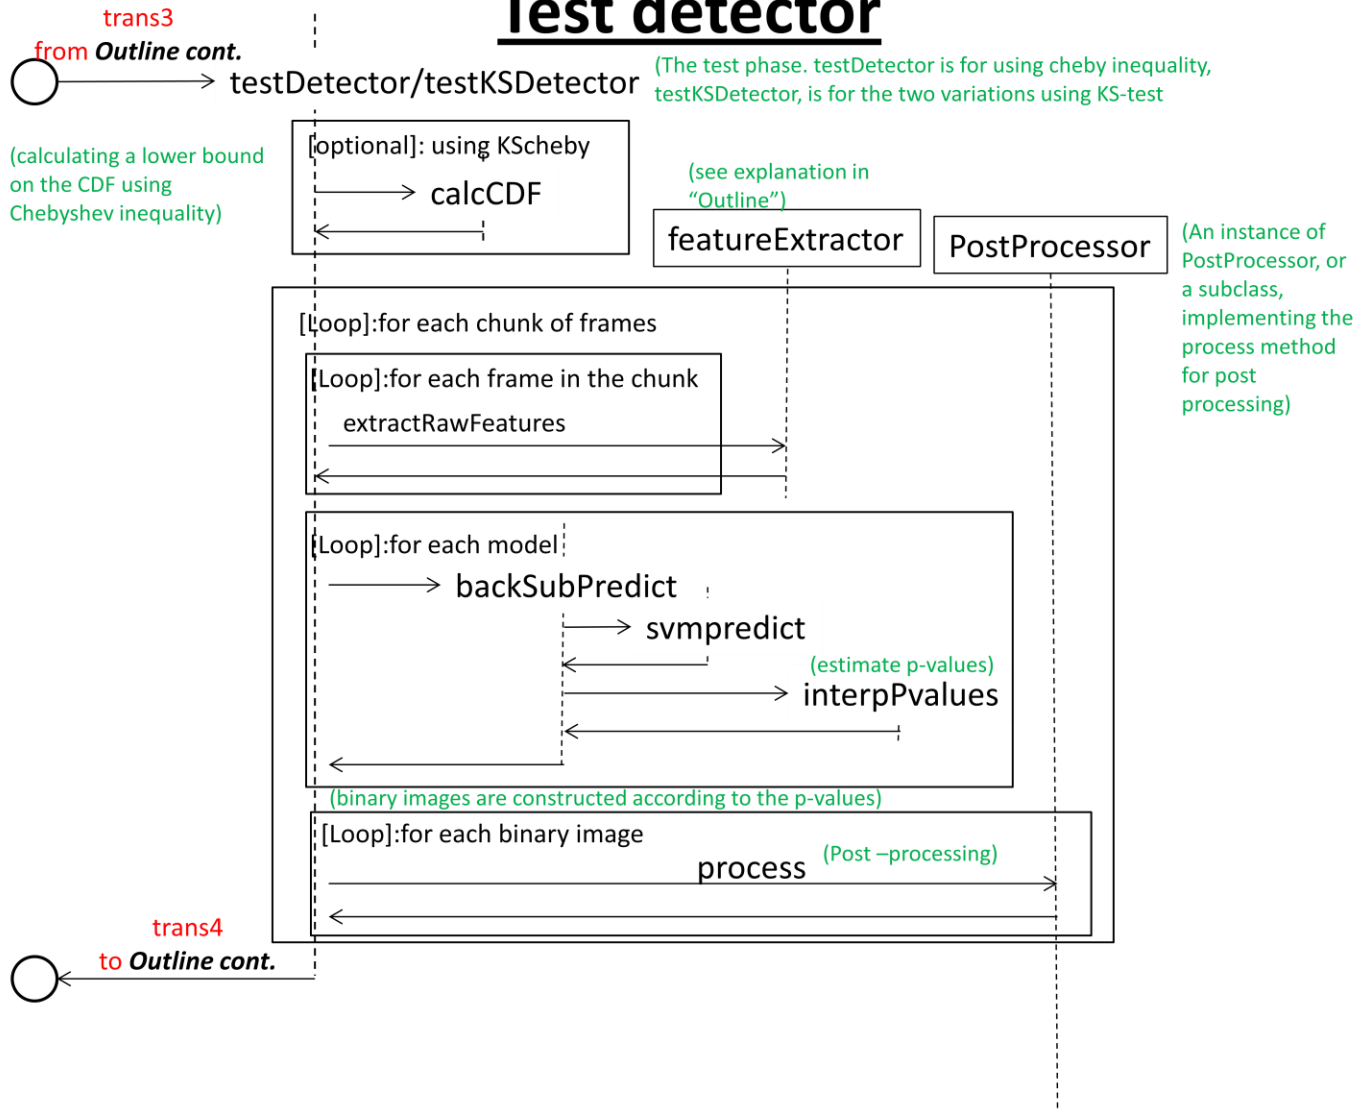 Test detector
trans3
from Outline cont.
testDetector/testKSDetector
(The test phase. testDetector is for using cheby inequality,
testKSDetector, is for the two variations using KS-test
(calculating a lower bound
on the CDF using
Chebyshev inequality)
[optional]: using KScheby
calcCDF
(see explanation in
“Outline”)
featureExtractor
PostProcessor
(An instance of
PostProcessor, or
a subclass,
implementing the
process method
for post
processing)
[Loop]:for each chunk of frames
[Loop]:for each frame in the chunk
extractRawFeatures
[Loop]:for each model
backSubPredict
svmpredict
(estimate p-values)
interpPvalues
(binary images are constructed according to the p-values)
[Loop]:for each binary image
process
(Post –processing)
trans4
to Outline cont.